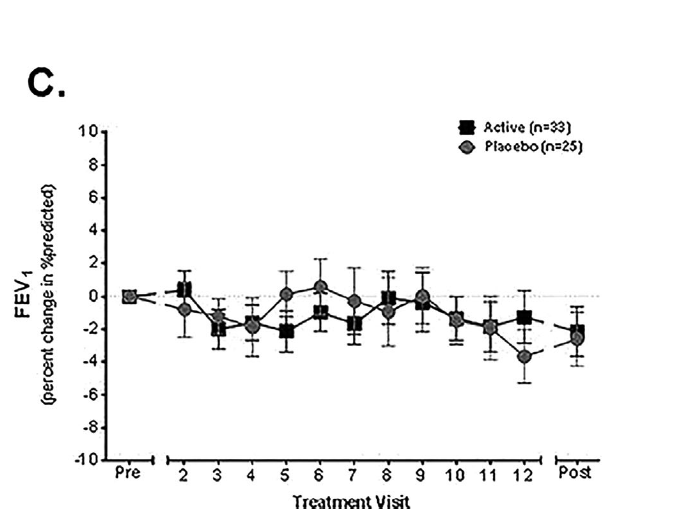 C.
Active (n=33)
Placebo (n=25)
FEV1
(percent change in %predicted)
10
8
6
4
2
0
-2
-4
-6
-8
-10
Pre 2 3 4 5 6 7 8 9 10 11 12 Post
Treatment Visit